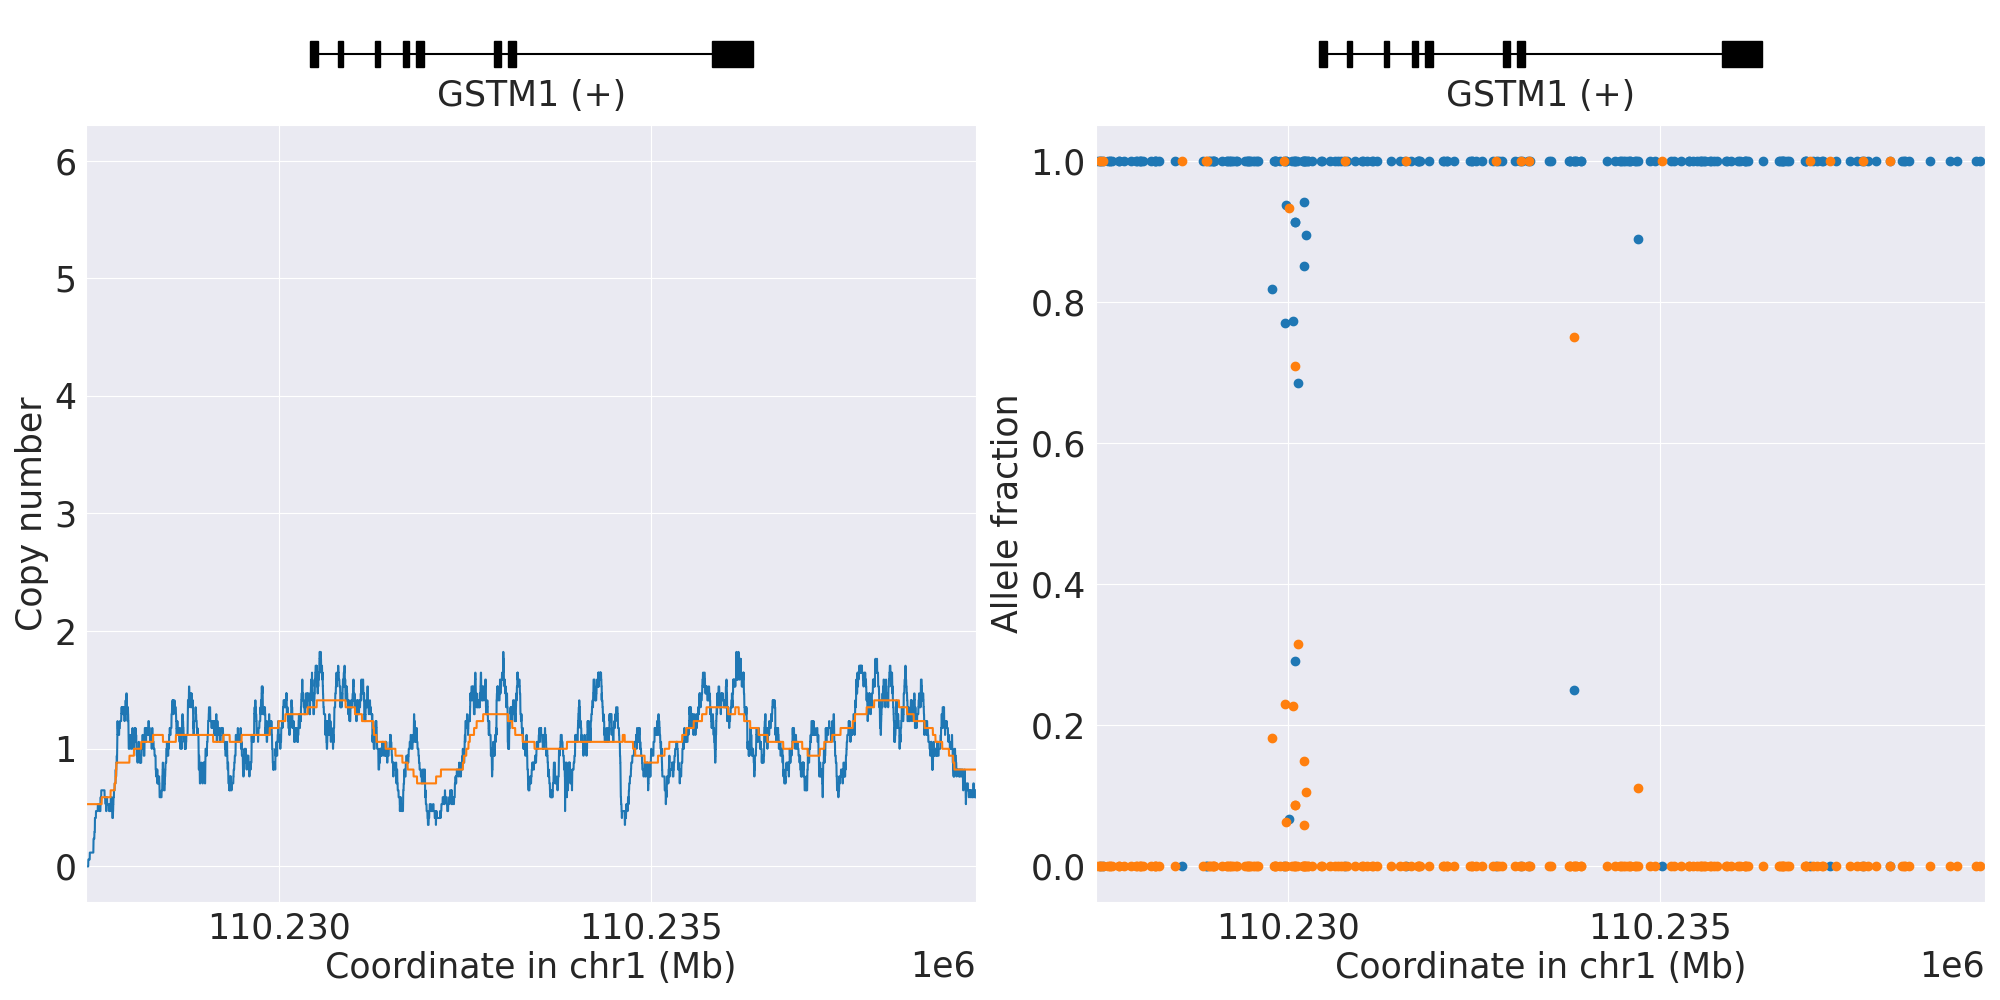 GSTM1 (+)
6
5
4
3
2
1
0
Copy number
110.230
110.235
Coordinate in chr1 (Mb)
1e6
GSTM1 (+)
1.0
0.8
0.6
0.4
0.2
0.0
Allele fraction
110.230
110.235
Coordinate in chr1 (Mb)
1e6